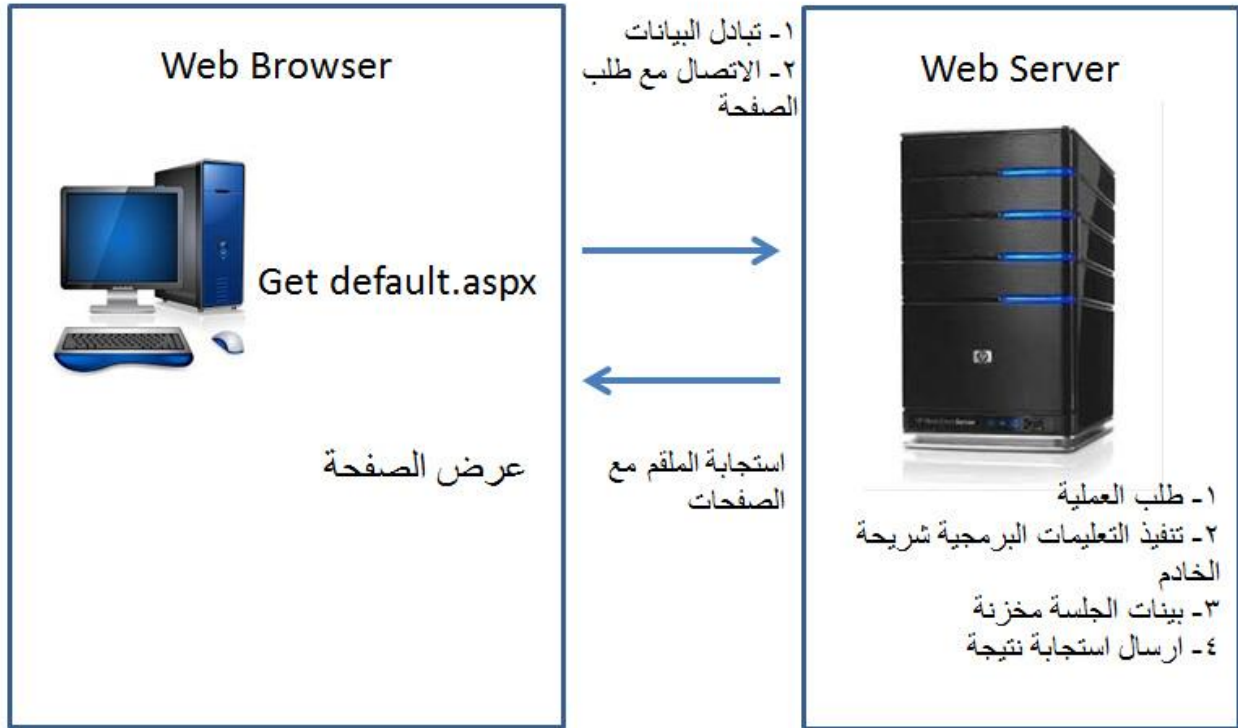 Web Browser
Get default.aspx
عرض الصفحة
١- تبادل البيانات
٢- الاتصال مع طلب
الصفحة
استجابة الملقم مع
الصفحات
Web Server
١- طلب العملية
٢- تنفيذ التعليمات البرمجية شريحة
الخادم
٣- بينات الجلسة مخزنة
٤- ارسال استجابة نتيجة